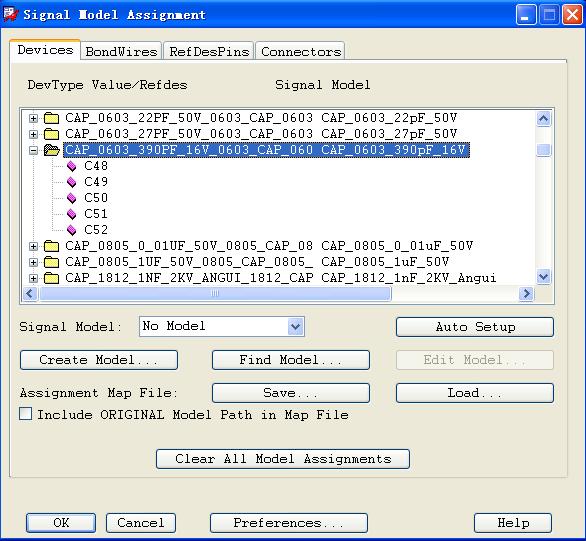 Signal Model Assignment
Devices BondWires RefDesPins Connectors
DevType Value/Refdes Signal Model
CAP_0603_22PF_50V_0603_CAP_0603 CAP_0603_22pF_50V
CAP_0603_27PF_50V_0603_CAP_0603 CAP_0603_27pF_50V
CAP_0603_390PF_16V_0603_CAP_060 CAP_0603_390pF_16V
C48
C49
C50
C51
C52
CAP_0805_0_01UF_50V_0805_CAP_08 CAP_0805_0_01uF_50V
CAP_0805_1UF_50V_0805_CAP_0805_ CAP_0805_1uF_50V
CAP_1812_1NF_2KV_ANGUI_1812_CAP CAP_1812_1nF_2KV_Angui
Signal Model: No Model Auto Setup
Create Model... Find Model... Edit Model...
Assignment Map File: Save... Load...
Include ORIGINAL Model Path in Map File
Clear All Model Assignments
OK Cancel Preferences... Help